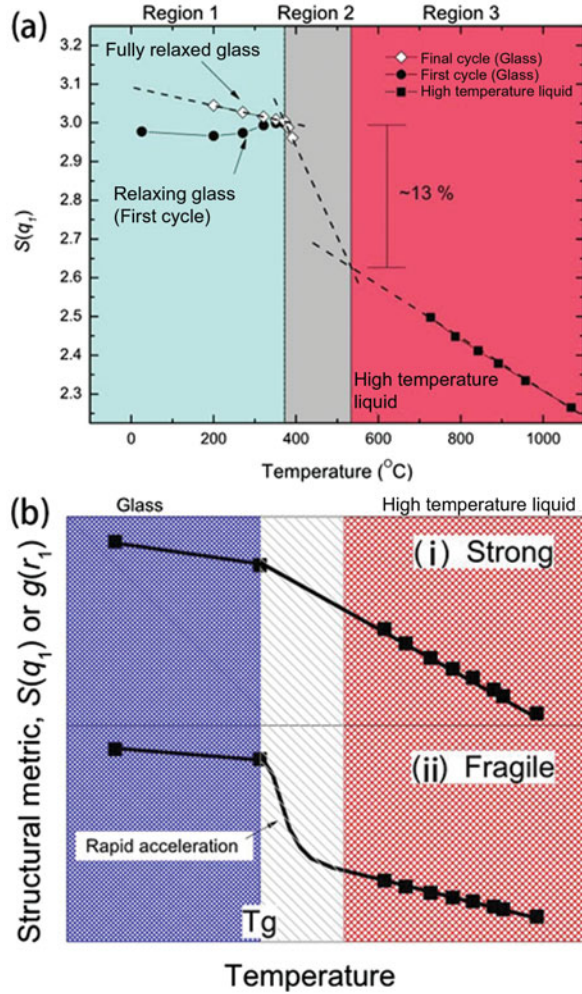 (a)
Region 1 Region 2 Region 3
3.2
3.1
3.0
2.9
2.8
2.7
2.6
2.5
2.4
2.3
S(q₁)
Fully relaxed glass
Relaxing glass
(First cycle)
Final cycle (Glass)
First cycle (Glass)
High temperature liquid
~13 %
High temperature
liquid
0 200 400 600 800 1000
Temperature (°C)
(b)
Glass High temperature liquid
(i) Strong
(ii) Fragile
Rapid acceleration
Tg
Structural metric, S(q₁) or g(r₁)
Temperature